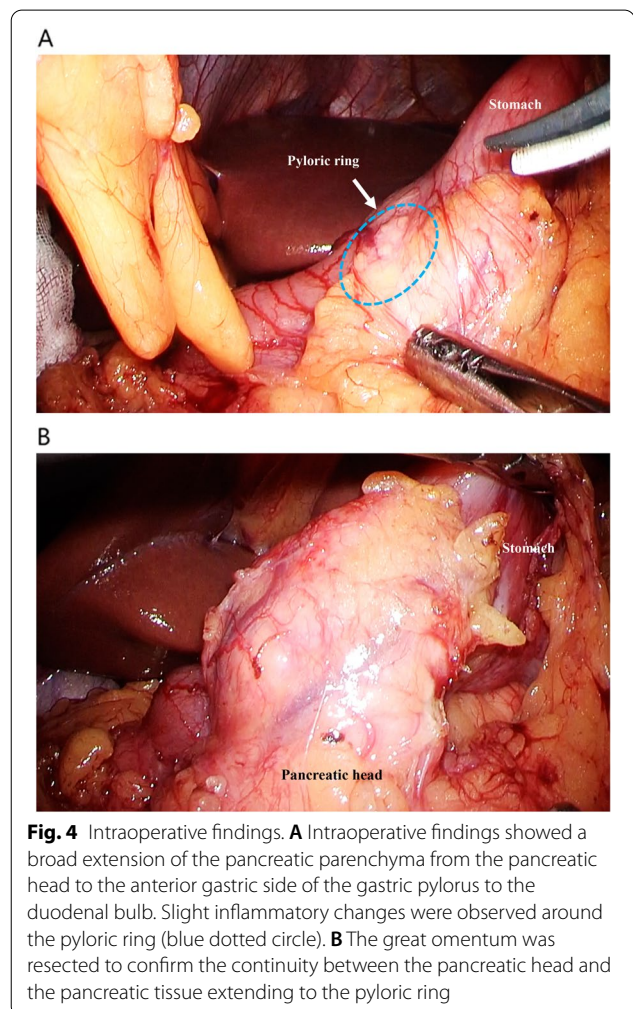 A
Stomach
Pyloric ring
B
Stomach
Pancreatic head
Fig. 4 Intraoperative findings. A Intraoperative findings showed a
broad extension of the pancreatic parenchyma from the pancreatic
head to the anterior gastric side of the gastric pylorus to the
duodenal bulb. Slight inflammatory changes were observed around
the pyloric ring (blue dotted circle). B The great omentum was
resected to confirm the continuity between the pancreatic head and
the pancreatic tissue extending to the pyloric ring